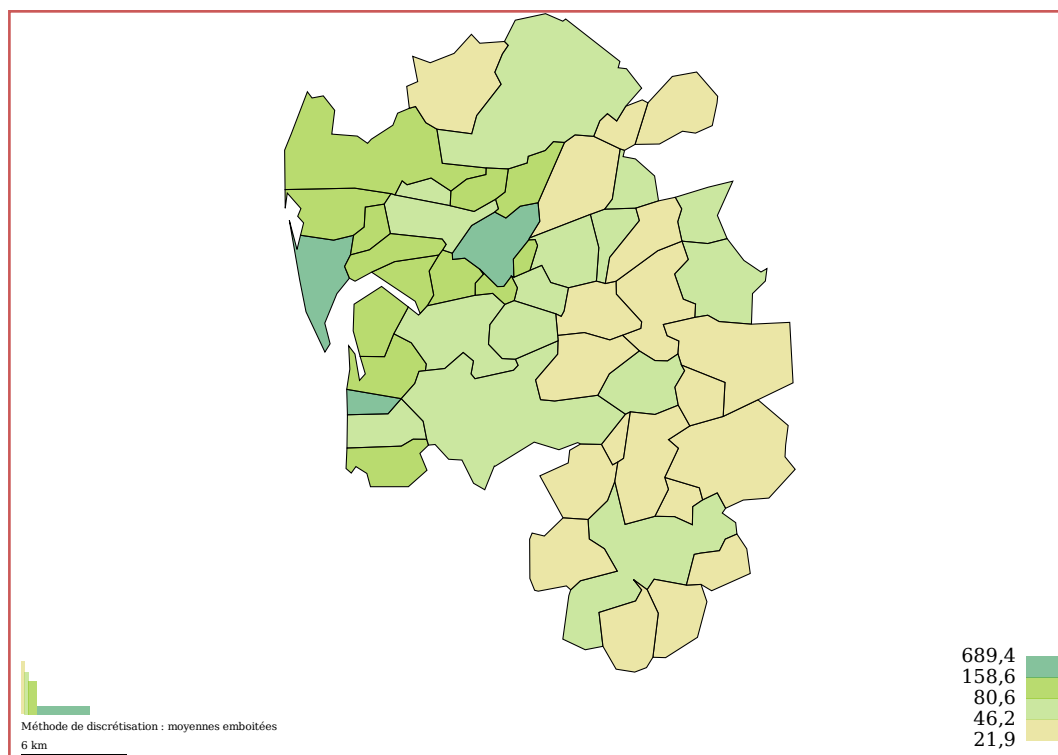 689,4
158,6
80,6
46,2
21,9
Méthode de discrétisation : moyennes emboitées
6 km